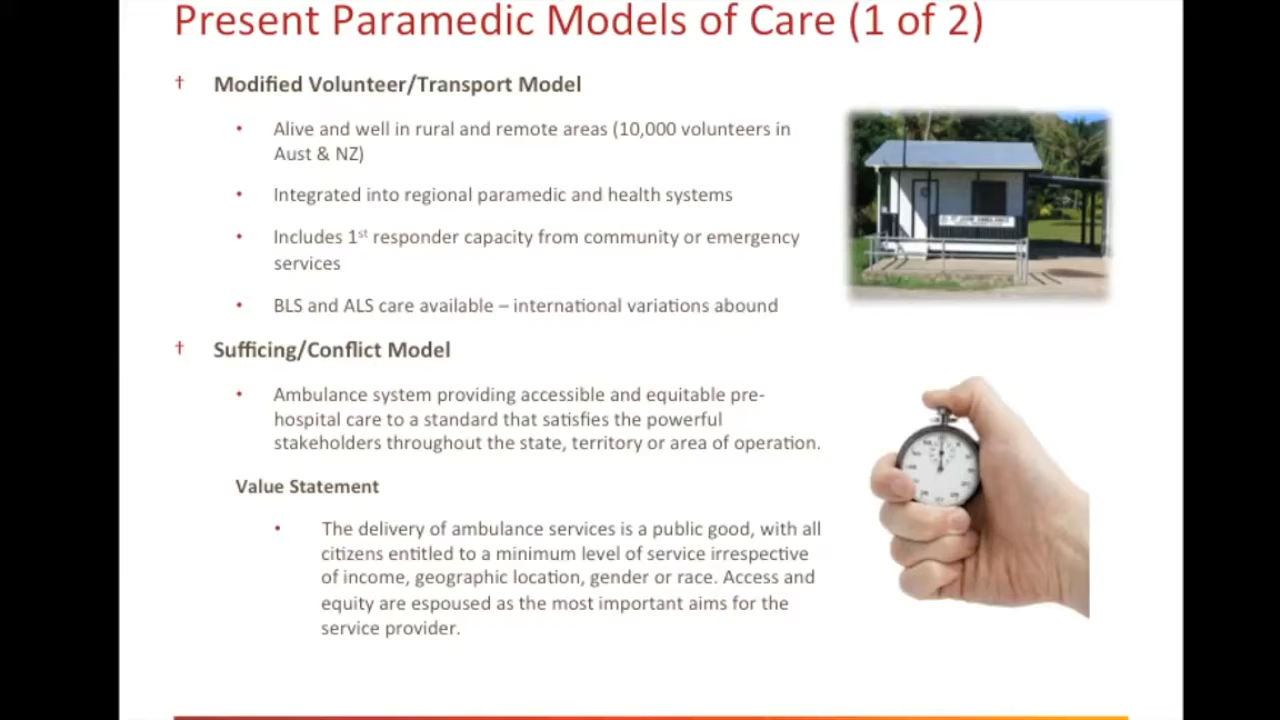 Present Paramedic Models of Care (1 of 2)
† Modified Volunteer/Transport Model
• Alive and well in rural and remote areas (10,000 volunteers in
Aust & NZ)
• Integrated into regional paramedic and health systems
• Includes 1st responder capacity from community or emergency
services
• BLS and ALS care available – international variations abound
† Sufficing/Conflict Model
• Ambulance system providing accessible and equitable pre-
hospital care to a standard that satisfies the powerful
stakeholders throughout the state, territory or area of operation.
Value Statement
• The delivery of ambulance services is a public good, with all
citizens entitled to a minimum level of service irrespective
of income, geographic location, gender or race. Access and
equity are espoused as the most important aims for the
service provider.